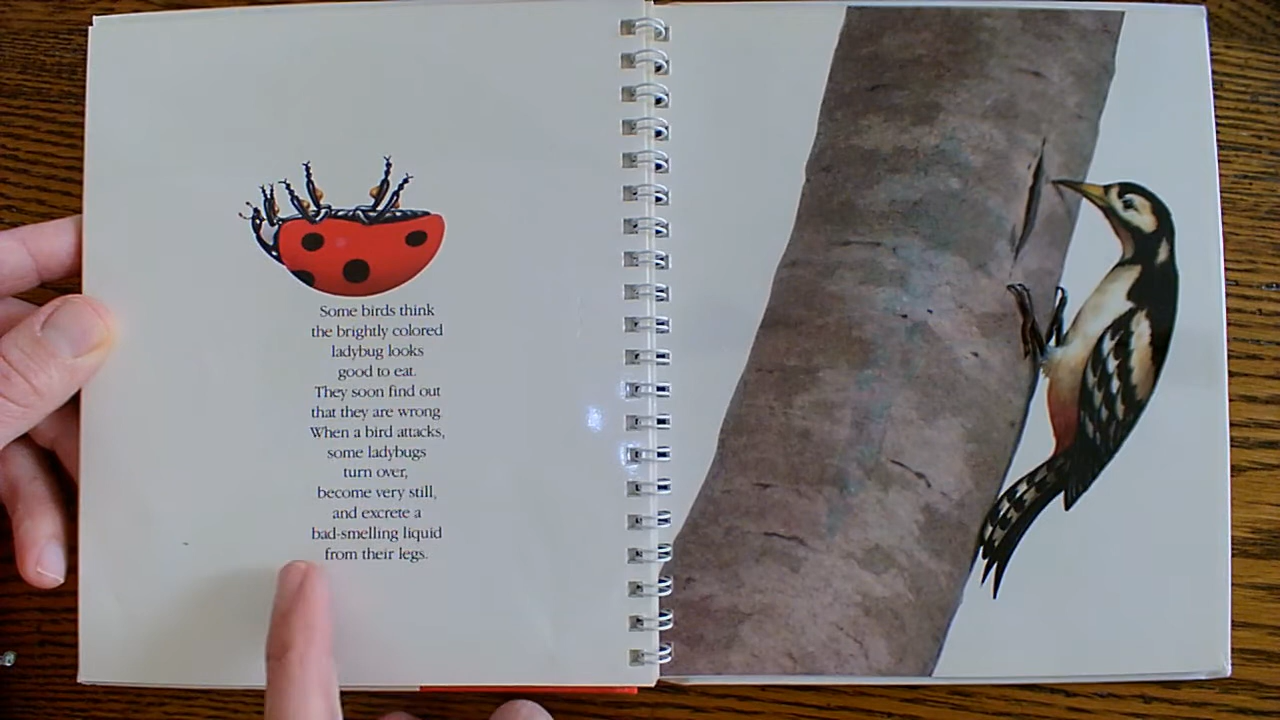 Some birds think
the brightly colored
ladybug looks
good to eat.
They soon find out
that they are wrong.
When a bird attacks,
some ladybugs
turn over,
become very still,
and excrete a
bad-smelling liquid
from their legs.